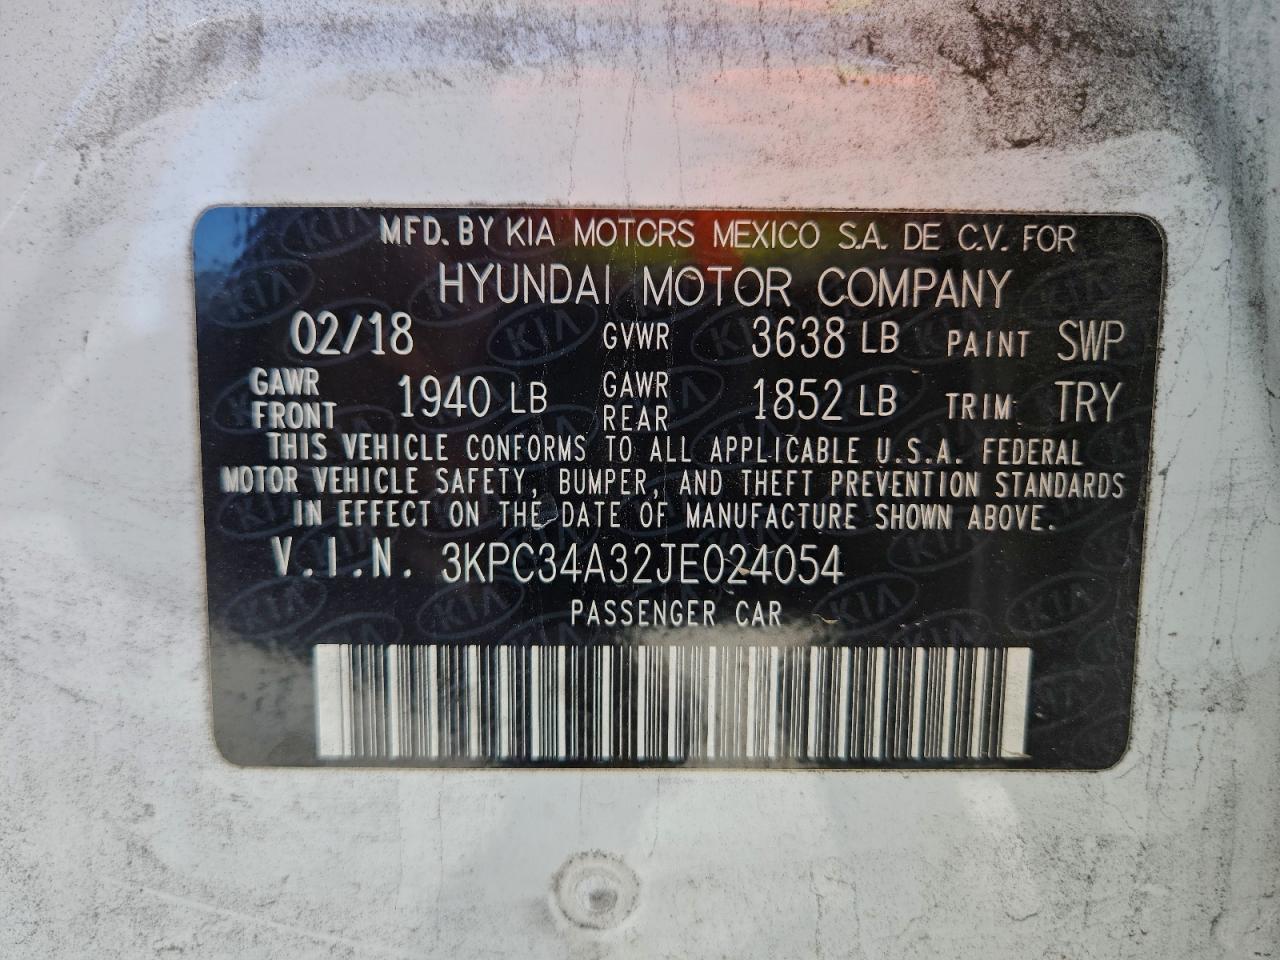 MFD. BY KIA MOTORS MEXICO S.A. DE C.V. FOR
HYUNDAI MOTOR COMPANY
02/18 GVWR 3638 LB PAINT SWP
GAWR FRONT 1940 LB GAWR REAR 1852 LB TRIM TRY
THIS VEHICLE CONFORMS TO ALL APPLICABLE U.S.A. FEDERAL
MOTOR VEHICLE SAFETY, BUMPER, AND THEFT PREVENTION STANDARDS
IN EFFECT ON THE DATE OF MANUFACTURE SHOWN ABOVE.
V.I.N. 3KPC34A32JE024054
PASSENGER CAR